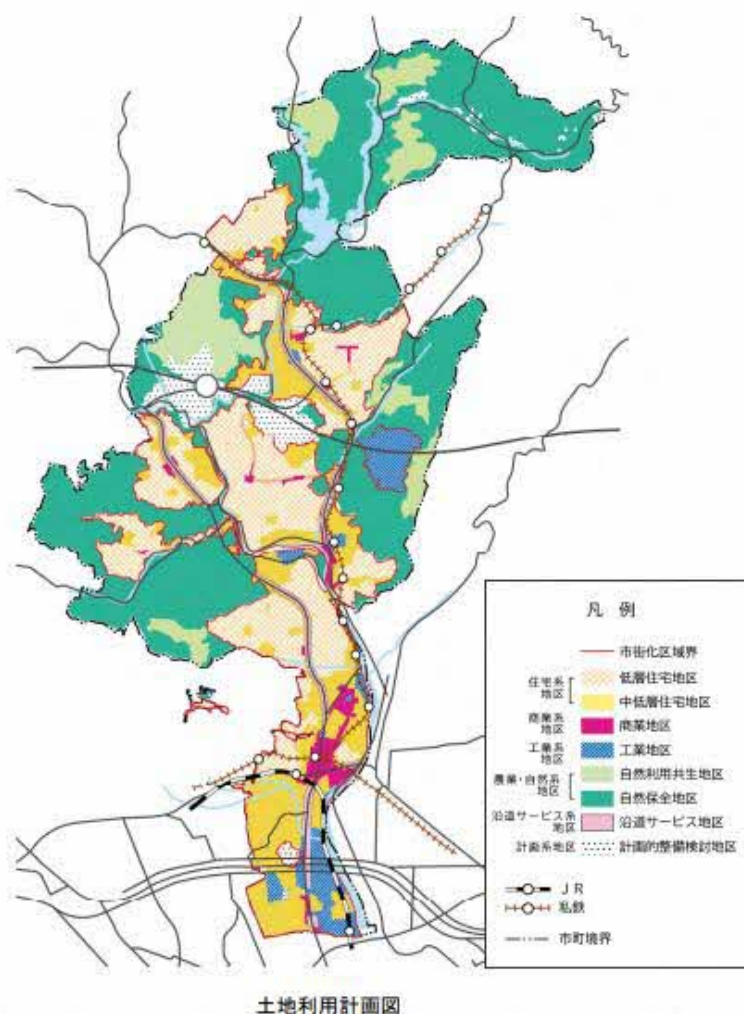 凡 例
市街化区域界
住宅系地区
低層住宅地区
中低層住宅地区
商業系地区
商業地区
工業系地区
工業地区
農業・自然系地区
自然利用共生地区
自然保全地区
沿道サービス系地区
沿道サービス地区
計画系地区
計画的整備検討地区
JR
私鉄
市町境界
土地利用計画図